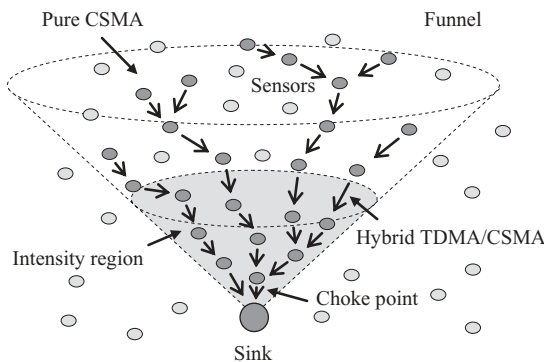 Pure CSMA
Funnel
Sensors
Hybrid TDMA/CSMA
Intensity region
Choke point
Sink